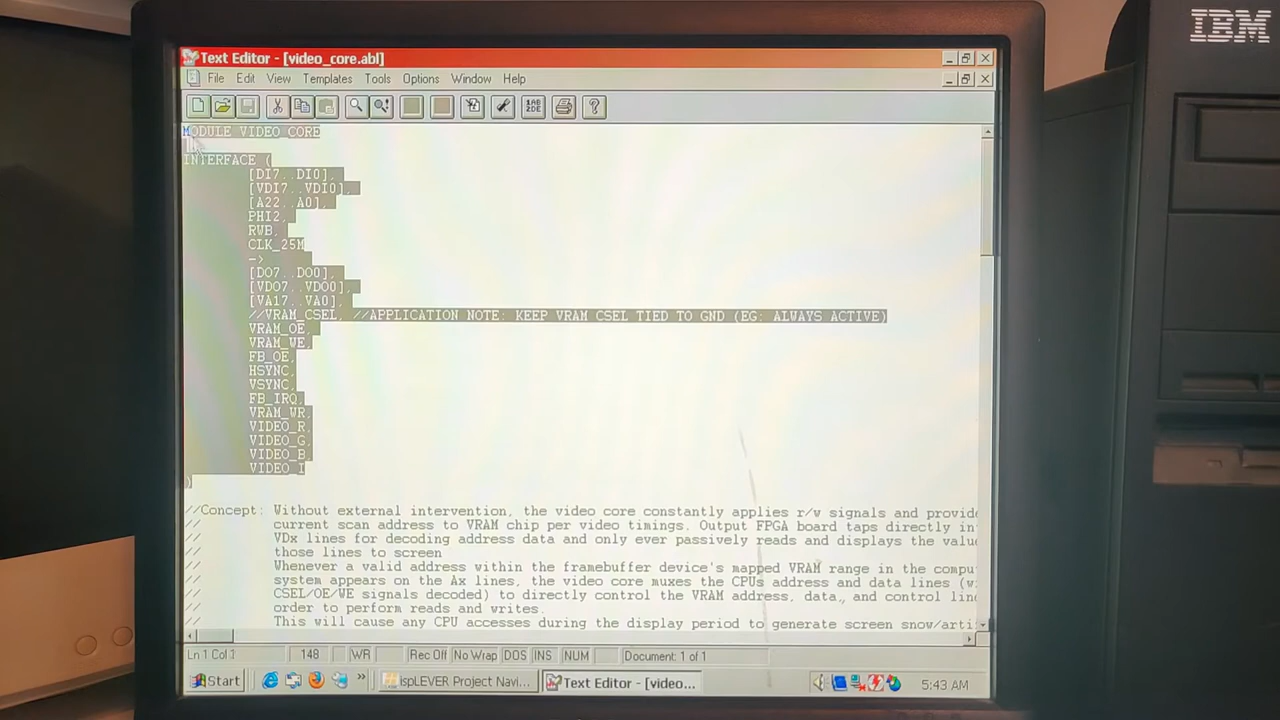 IBM
Text Editor - [video_core.abl]
File Edit View Templates Tools Options Window Help
MODULE VIDEO_CORE
INTERFACE (
[DI7..DI0],
[VDI7..VDI0],
[A22..A0],
PHI2,
RWB,
CLK_25M
->
[DO7..DO0],
[VDO7..VDO0],
[VA17..VA0],
//VRAM_CSEL, //APPLICATION NOTE: KEEP VRAM CSEL TIED TO GND (EG: ALWAYS ACTIVE)
VRAM_OE,
VRAM_WE,
FB_OE,
HSYNC,
VSYNC,
FB_IRQ,
VRAM_WR,
VIDEO_R,
VIDEO_G,
VIDEO_B,
VIDEO_I
)
//Concept: Without external intervention, the video core constantly applies r/w signals and provide
// current scan address to VRAM chip per video timings. Output FPGA board taps directly in
// VDx lines for decoding address data and only ever passively reads and displays the valu
// those lines to screen
// Whenever a valid address within the framebuffer device's mapped VRAM range in the compu
// system appears on the Ax lines, the video core muxes the CPUs address and data lines (w
// CSEL/OE/WE signals decoded) to directly control the VRAM address, data,, and control lin
// order to perform reads and writes.
// This will cause any CPU accesses during the display period to generate screen snow/arti
Ln 1 Col 1 148 WR Rec Off No Wrap DOS INS NUM Document: 1 of 1
Start ispLEVER Project Navi... Text Editor - [video... 5:43 AM